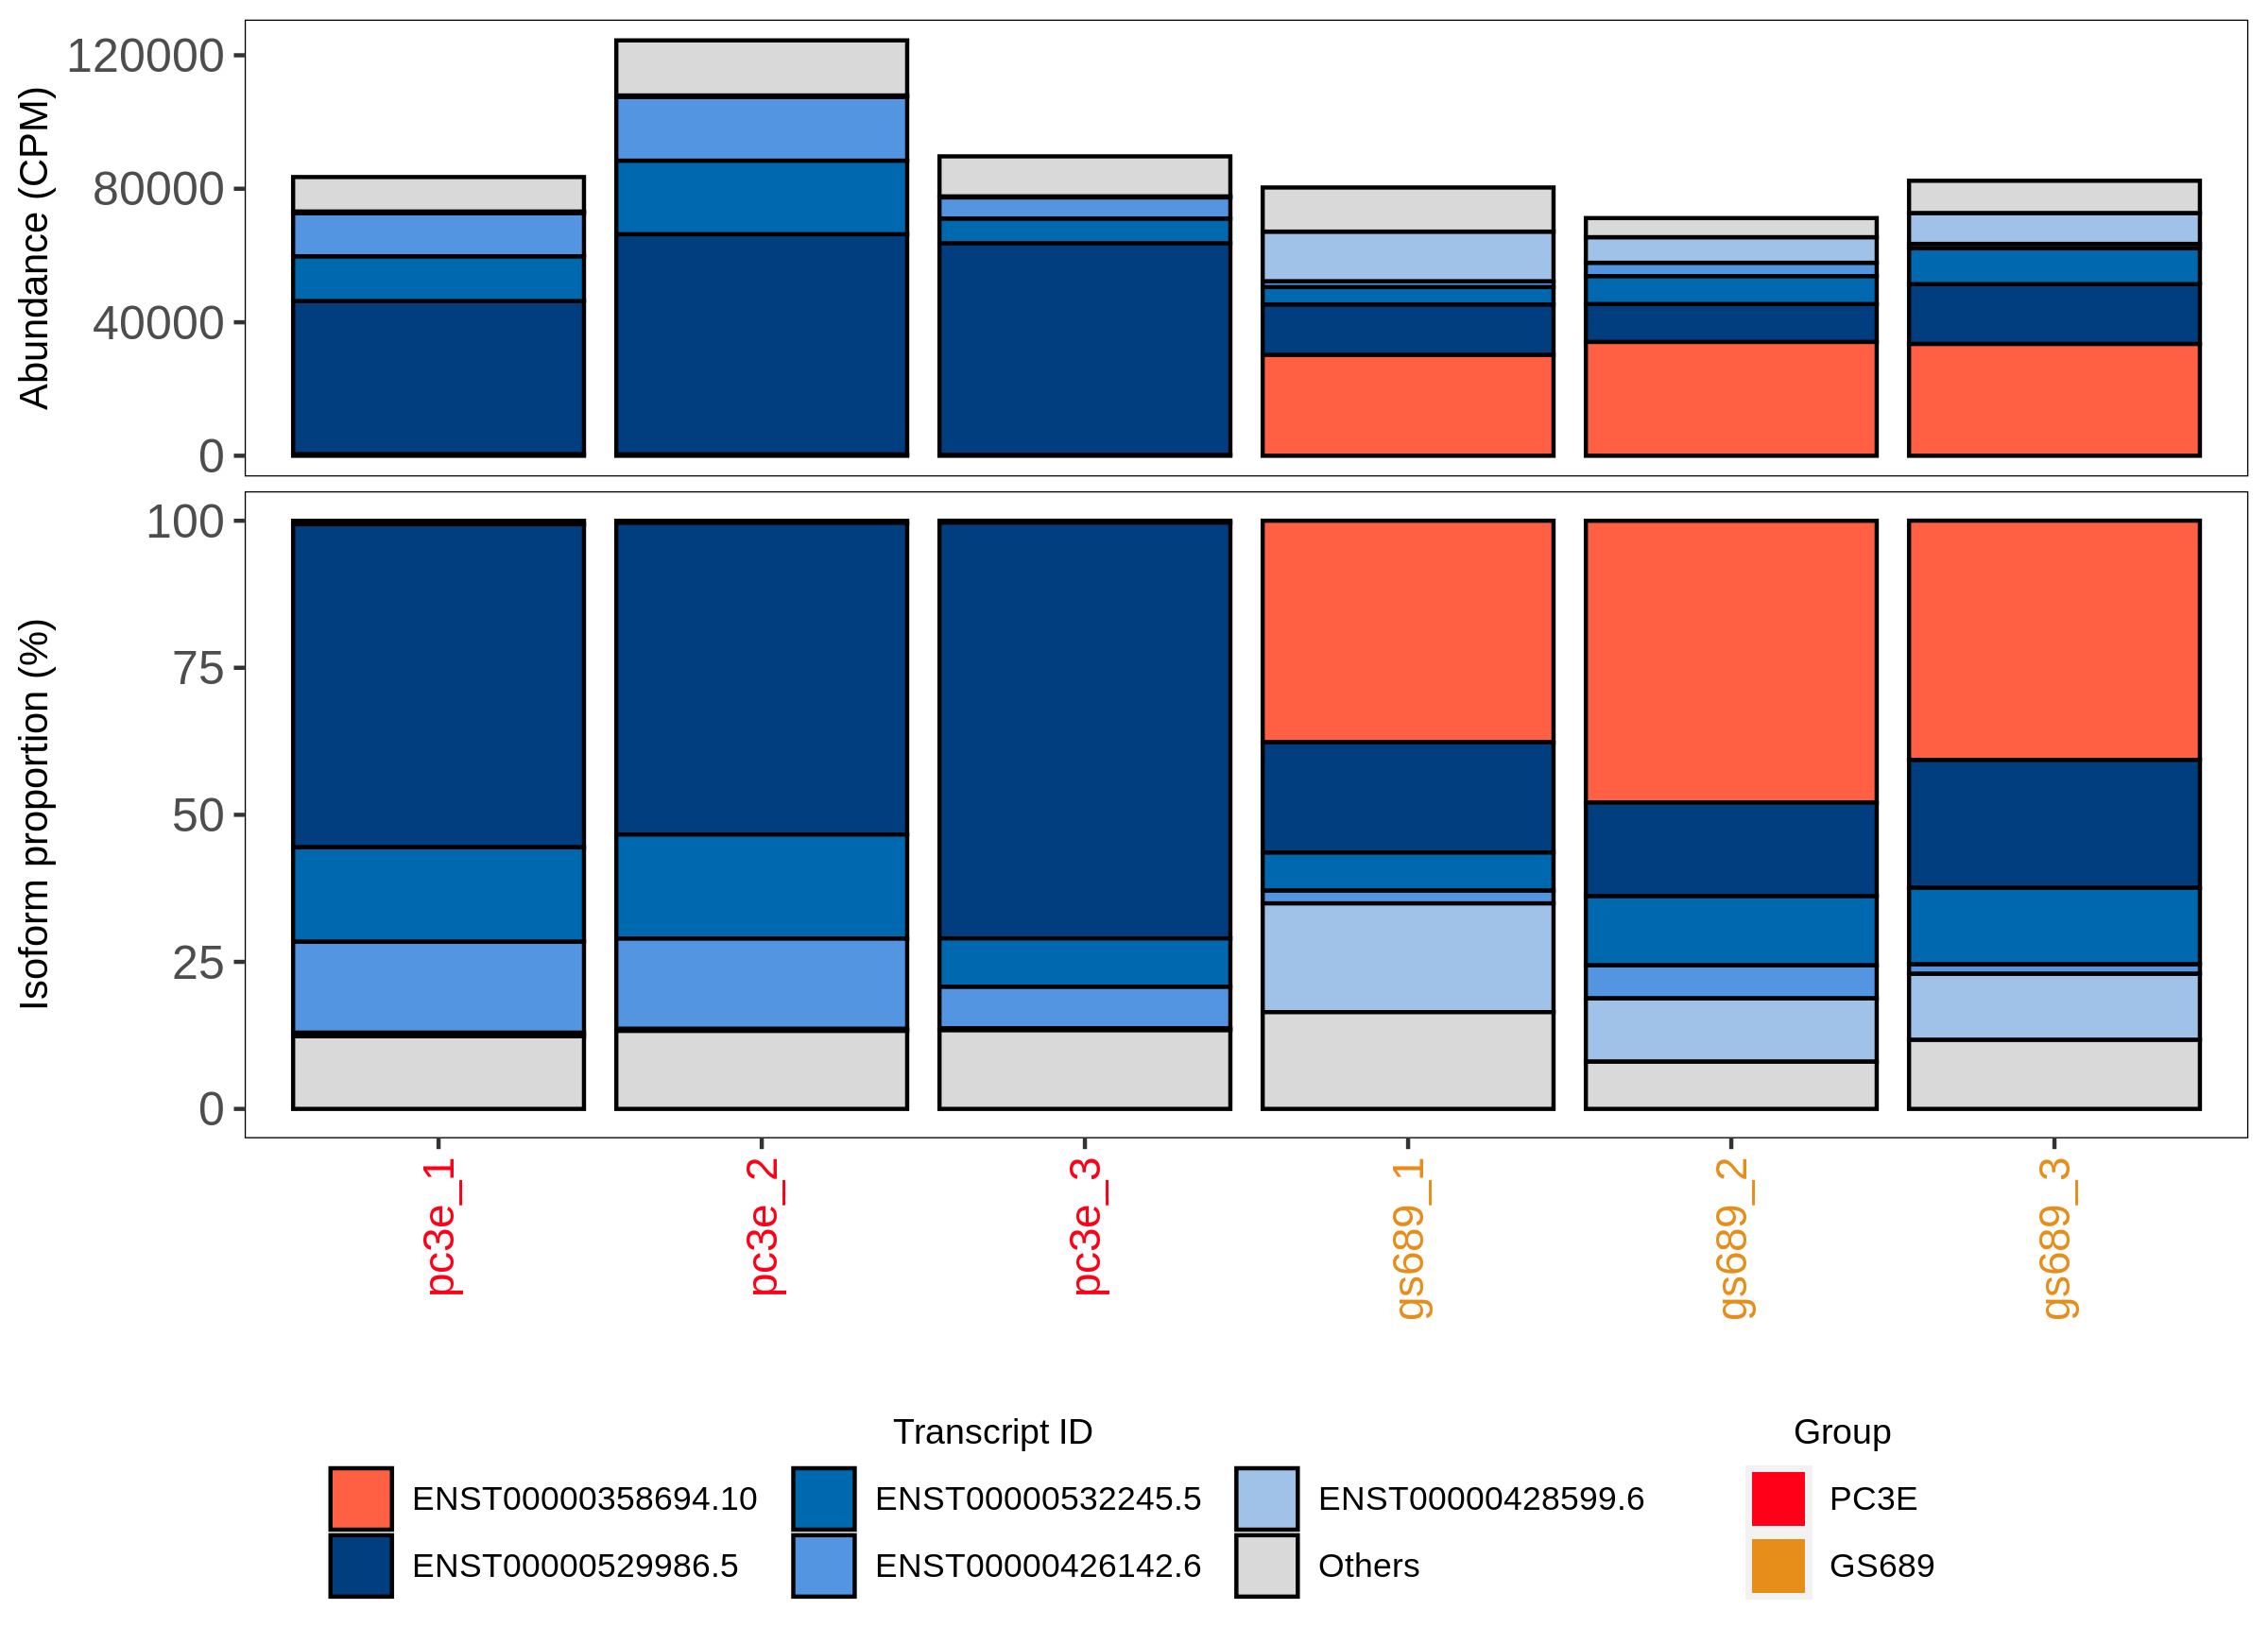 Abundance (CPM)
120000
80000
40000
0
Isoform proportion (%)
100
75
50
25
0
pc3e_1
pc3e_2
pc3e_3
gs689_1
gs689_2
gs689_3
Transcript ID
ENST00000358694.10
ENST00000532245.5
ENST00000428599.6
ENST00000529986.5
ENST00000426142.6
Others
Group
PC3E
GS689